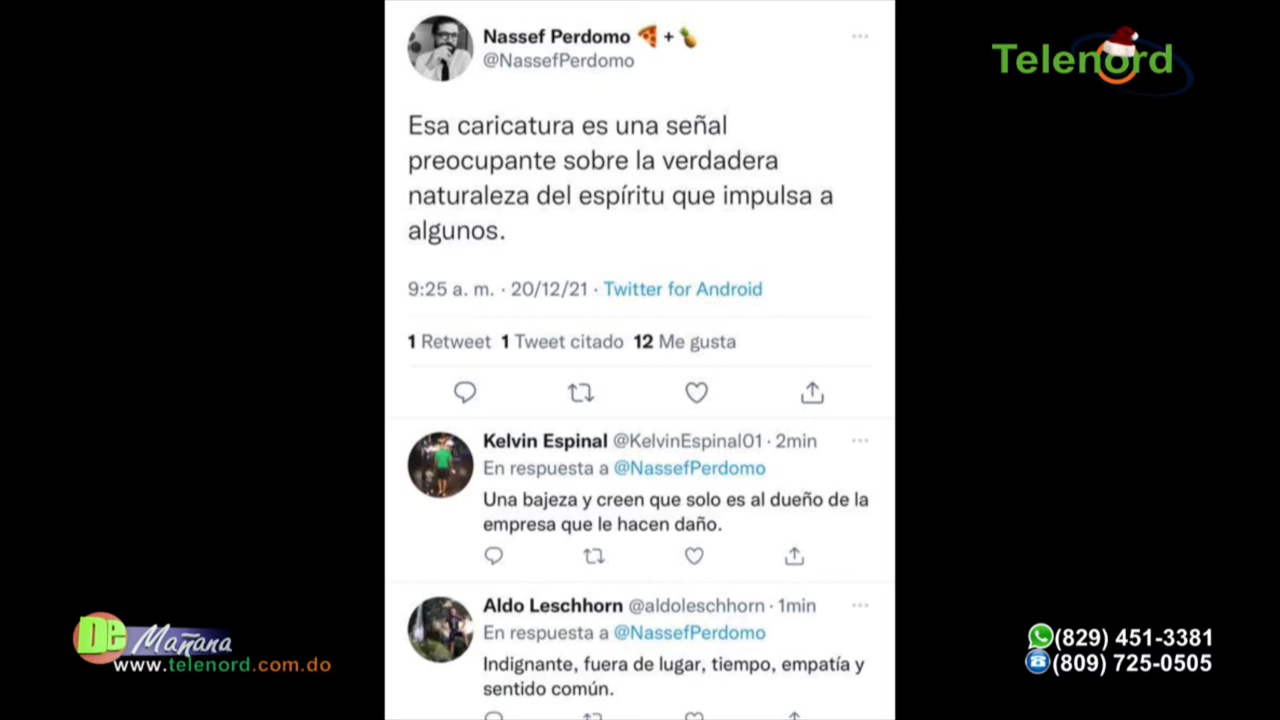 Nassef Perdomo 🍕 + 🍍
@NassefPerdomo
Telenord
Esa caricatura es una señal
preocupante sobre la verdadera
naturaleza del espíritu que impulsa a
algunos.
9:25 a. m. · 20/12/21 · Twitter for Android
1 Retweet 1 Tweet citado 12 Me gusta
Kelvin Espinal @KelvinEspinal01 · 2min
En respuesta a @NassefPerdomo
Una bajeza y creen que solo es al dueño de la
empresa que le hacen daño.
Aldo Leschhorn @aldoleschhorn · 1min
En respuesta a @NassefPerdomo
Indignante, fuera de lugar, tiempo, empatía y
sentido común.
De Mañana
www.telenord.com.do
(829) 451-3381
(809) 725-0505